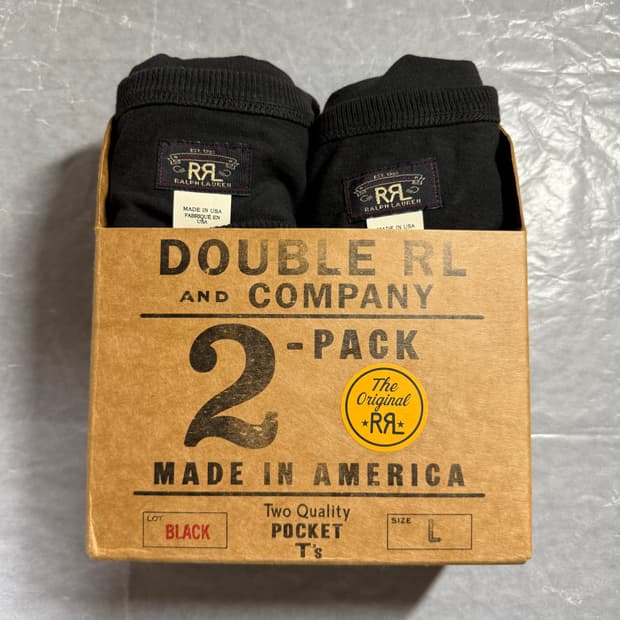 EST. 1993
RRL
RALPH LAUREN
MADE IN USA
FABRIQUÉ EN
USA
EST. 1993
RRL
RALPH LAUREN
MADE IN USA
DOUBLE RL
AND COMPANY
2-PACK
The
Original
RRL
MADE IN AMERICA
LOT
BLACK
Two Quality
POCKET
T's
SIZE
L